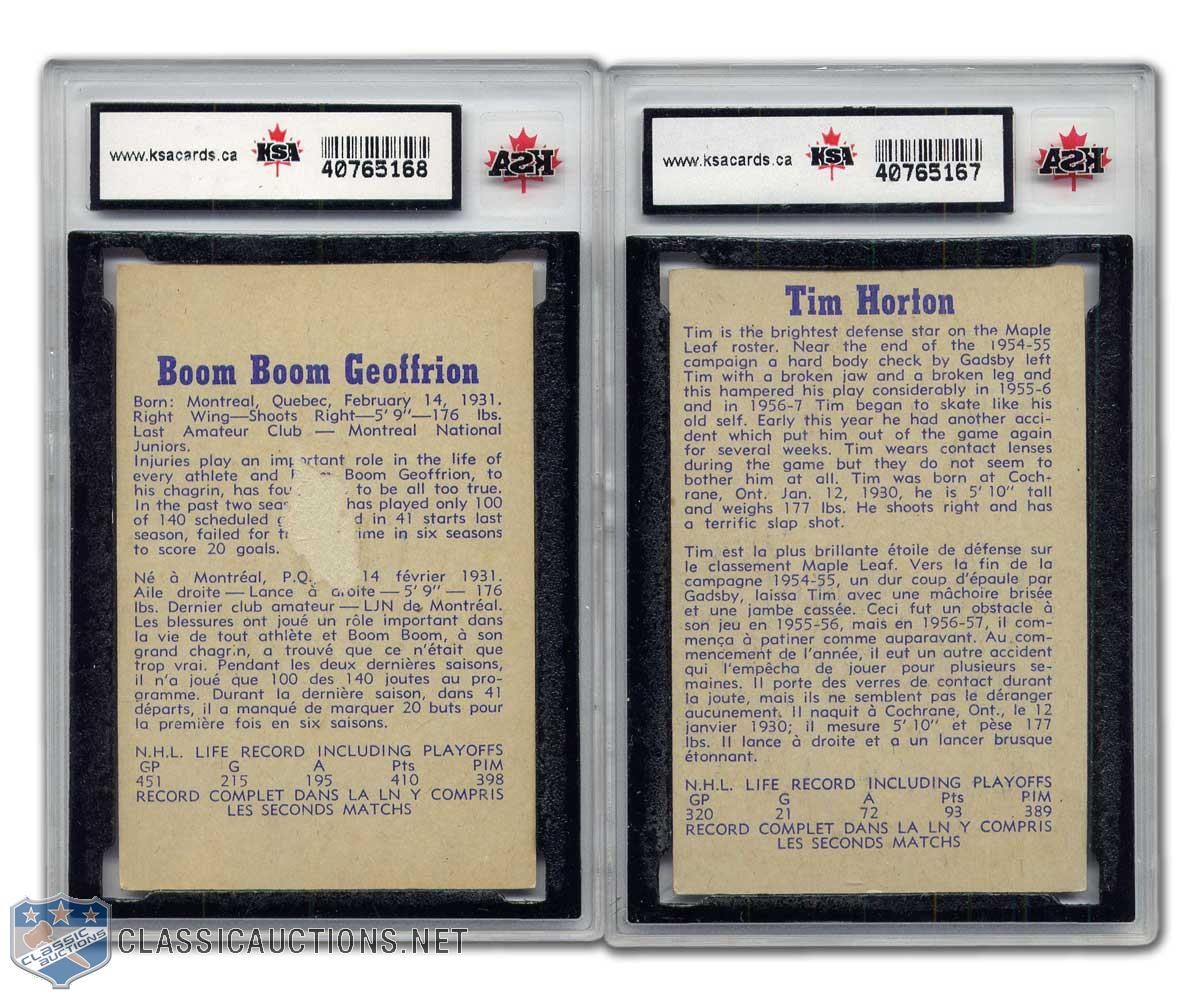 www.ksacards.ca KSA 40765168
KSA
Boom Boom Geoffrion
Born: Montreal, Quebec, February 14, 1931.
Right Wing—Shoots Right—5' 9"—176 lbs.
Last Amateur Club — Montreal National
Juniors.
Injuries play an important role in the life of
every athlete and Boom Geoffrion, to
his chagrin, has to be all too true.
In the past two has played only 100
of 140 scheduled in 41 starts last
season, failed for in six seasons
to score 20 goals.
Né à Montréal, P.Q. 14 février 1931.
Aile droite — Lance à droite — 5' 9" — 176
lbs. Dernier club amateur — LJN de Montréal.
Les blessures ont joué un rôle important dans
la vie de tout athlète et Boom Boom, à son
grand chagrin, a trouvé que ce n'était que
trop vrai. Pendant les deux dernières saisons,
il n'a joué que 100 des 140 joutes au pro-
gramme. Durant la dernière saison, dans 41
départs, il a manqué de marquer 20 buts pour
la première fois en six saisons.
N.H.L. LIFE RECORD INCLUDING PLAYOFFS
GP G A Pts PIM
451 215 195 410 398
RECORD COMPLET DANS LA LN Y COMPRIS
LES SECONDS MATCHS
www.ksacards.ca KSA 40765167
KSA
Tim Horton
Tim is the brightest defense star on the Maple
Leaf roster. Near the end of the 1954-55
campaign a hard body check by Gadsby left
Tim with a broken jaw and a broken leg and
this hampered his play considerably in 1955-6
and in 1956-7 Tim began to skate like his
old self. Early this year he had another acci-
dent which put him out of the game again
for several weeks. Tim wears contact lenses
during the game but they do not seem to
bother him at all. Tim was born at Coch-
rane, Ont. Jan. 12, 1930, he is 5' 10" tall
and weighs 177 lbs. He shoots right and has
a terrific slap shot.
Tim est la plus brillante étoile de défense sur
le classement Maple Leaf. Vers la fin de la
campagne 1954-55, un dur coup d'épaule par
Gadsby, laissa Tim avec une mâchoire brisée
et une jambe cassée. Ceci fut un obstacle à
son jeu en 1955-56, mais en 1956-57, il com-
mença à patiner comme auparavant. Au com-
mencement de l'année, il eut un autre accident
qui l'empêcha de jouer pour plusieurs se-
maines. Il porte des verres de contact durant
la joute, mais ils ne semblent pas le déranger
aucunement. Il naquit à Cochrane, Ont., le 12
janvier 1930; il mesure 5' 10" et pèse 177
lbs. Il lance à droite et a un lancer brusque
étonnant.
N.H.L. LIFE RECORD INCLUDING PLAYOFFS
GP G A Pts PIM
320 21 72 93 389
RECORD COMPLET DANS LA LN Y COMPRIS
LES SECONDS MATCHS
CLASSIC AUCTIONS
CLASSICAUCTIONS.NET